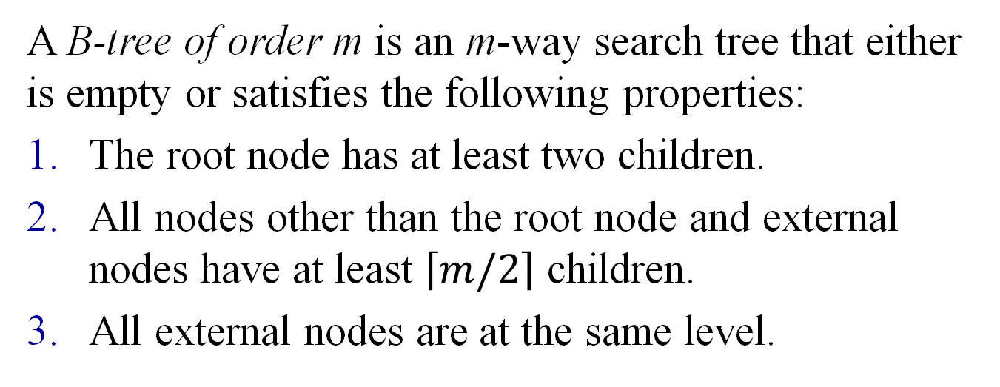 A B-tree of order m is an m-way search tree that either
is empty or satisfies the following properties:
1. The root node has at least two children.
2. All nodes other than the root node and external
nodes have at least ⌈m/2⌉ children.
3. All external nodes are at the same level.